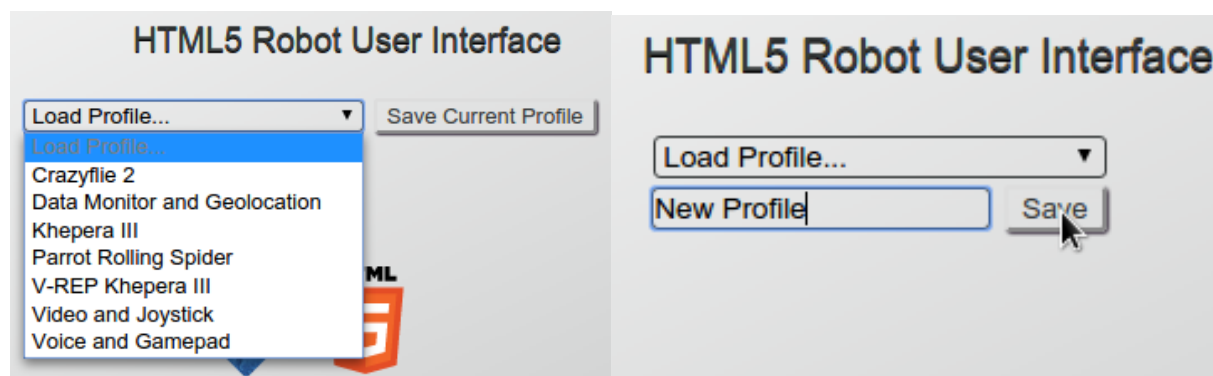 HTML5 Robot User Interface
Load Profile...
Save Current Profile
Load Profile...
Crazyflie 2
Data Monitor and Geolocation
Khepera III
Parrot Rolling Spider
V-REP Khepera III
Video and Joystick
Voice and Gamepad
ML
5
HTML5 Robot User Interface
Load Profile...
New Profile
Save